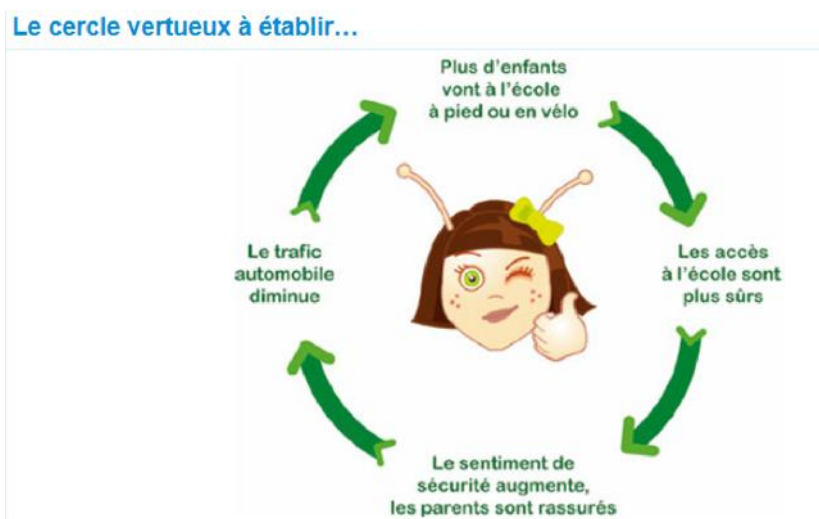 Le cercle vertueux à établir...
Plus d'enfants
vont à l'école
à pied ou en vélo
Les accès
à l'école sont
plus sûrs
Le sentiment de
sécurité augmente,
les parents sont rassurés
Le trafic
automobile
diminue